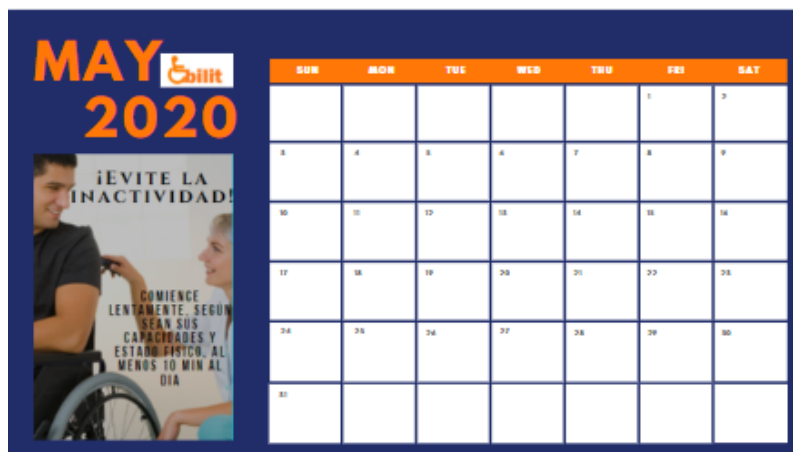 MAY
bilit
2020
SUN MON TUE WED THU FRI SAT
1 2
3 4 5 6 7 8 9
10 11 12 13 14 15 16
17 18 19 20 21 22 23
24 25 26 27 28 29 30
31
¡EVITE LA
INACTIVIDAD!
COMIENCE
LENTAMENTE, SEGÚN
SEAN SUS
CAPACIDADES Y
ESTADO FÍSICO, AL
MENOS 10 MIN AL
DIA